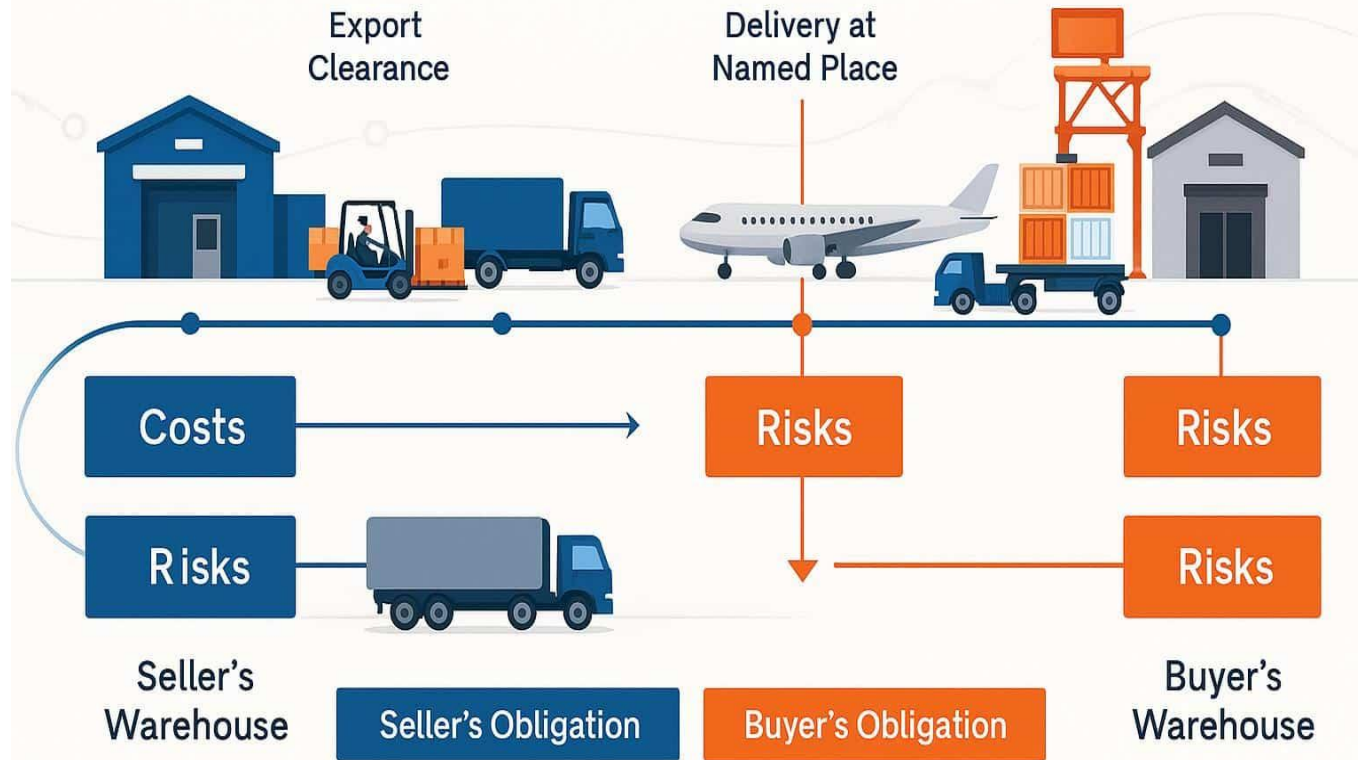 Export
Clearance
Delivery at
Named Place
Costs
Risks
Risks
Risks
Risks
Seller's
Warehouse
Seller's Obligation
Buyer's Obligation
Buyer's
Warehouse